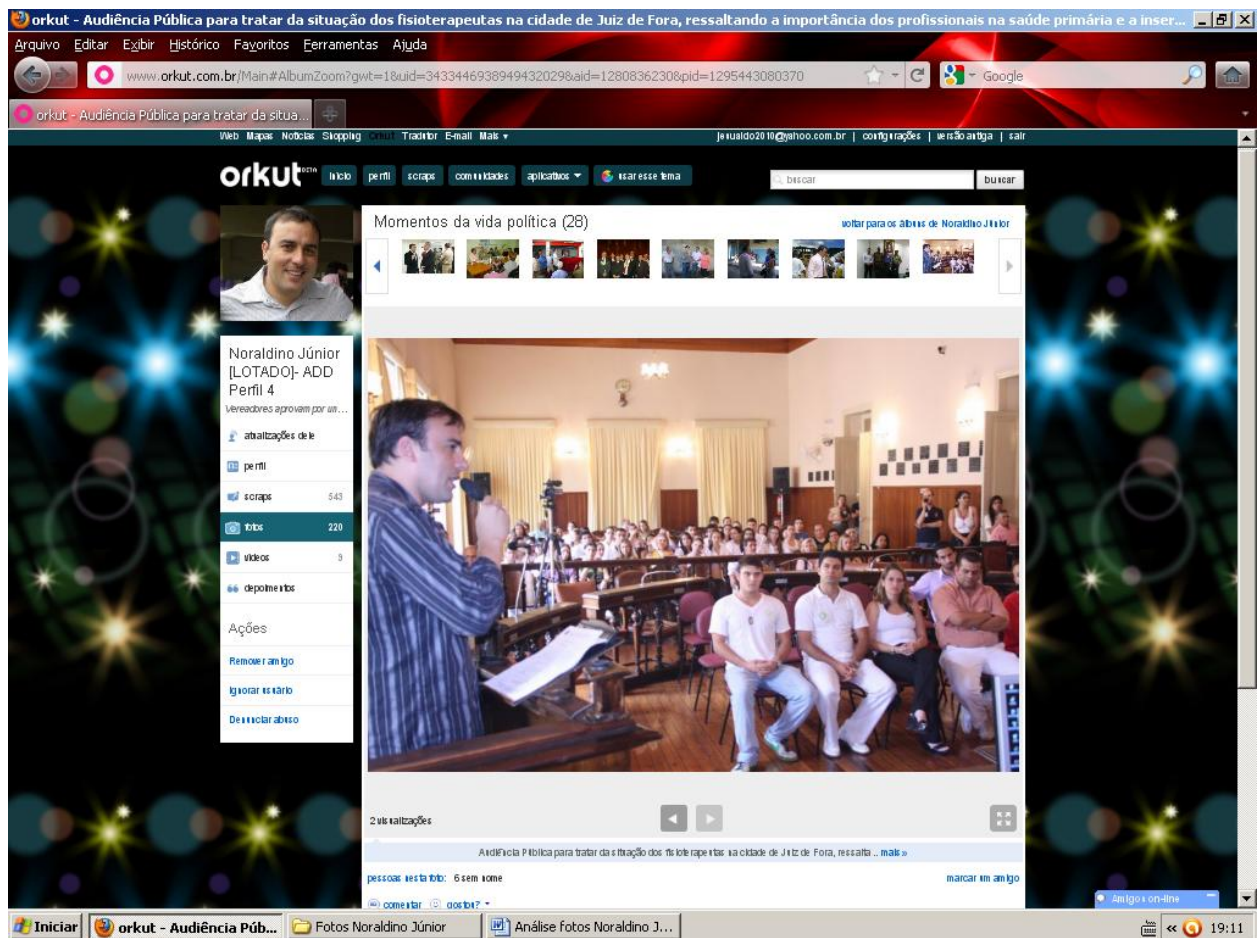 orkut - Audiência Pública para tratar da situação dos fisioterapeutas na cidade de Juiz de Fora, ressaltando a importância dos profissionais na saúde primária e a inser...
Arquivo Editar Exibir Histórico Favoritos Ferramentas Ajuda
www.orkut.com.br/Main#AlbumZoom?gwt=1&uid=34334469389494320298&aid=1280836230&pid=1295443080370
Google
orkut - Audiência Pública para tratar da situa...
Web Mapas Notícias Shopping Orkut Tradutor E-mail Mais
jesualdo2010@yahoo.com.br | configurações | versão antiga | sair
orkut BETA início perfil scraps comunidades aplicativos usar esse tema buscar buscar
Momentos da vida política (28)
voltar para os álbuns de Noraldino Júnior
Noraldino Júnior
[LOTADO]- ADD
Perfil 4
Vereadores aprovam por un...
atualizações dele
perfil
scraps 543
fotos 220
vídeos 9
depoimentos
Ações
Remover amigo
Ignorar usuário
Denunciar abuso
2 visualizações
Audiência Pública para tratar da situação dos fisioterapeutas na cidade de Juiz de Fora, ressalta ... mais »
pessoas nesta foto: 6 sem nome
marcar um amigo
comentar gostou?
Amigos on-line
Iniciar orkut - Audiência Púb... Fotos Noraldino Júnior Análise fotos Noraldino J... « 19:11